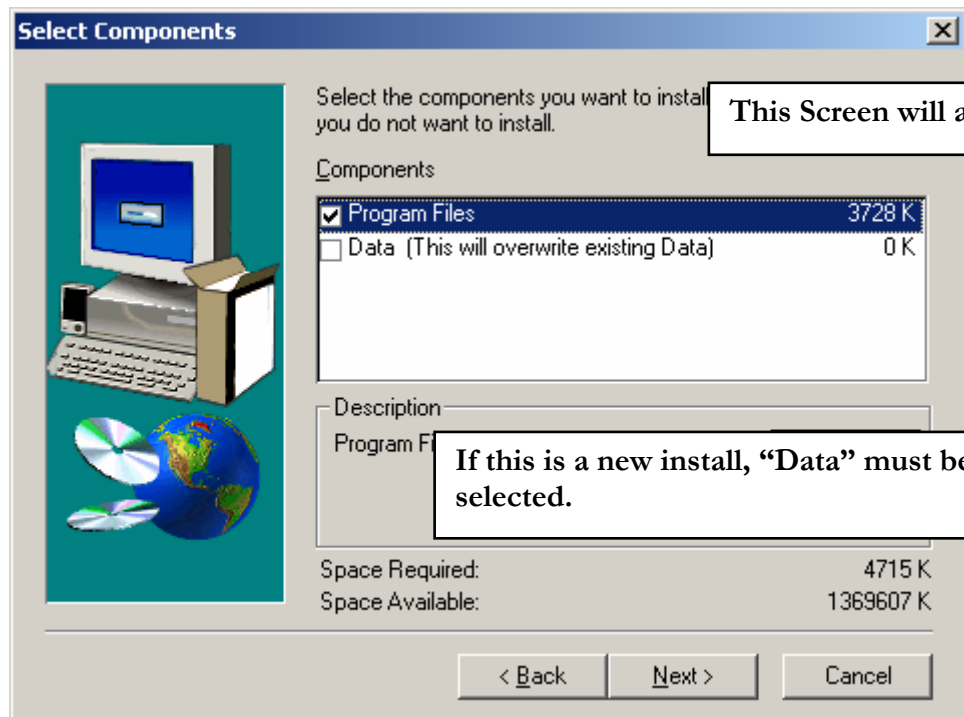 Select Components
Select the components you want to install
you do not want to install.
This Screen will a
Components
Program Files 3728 K
Data (This will overwrite existing Data) 0 K
Description
Program Fi
If this is a new install, “Data” must be
selected.
Space Required: 4715 K
Space Available: 1369607 K
< Back Next > Cancel